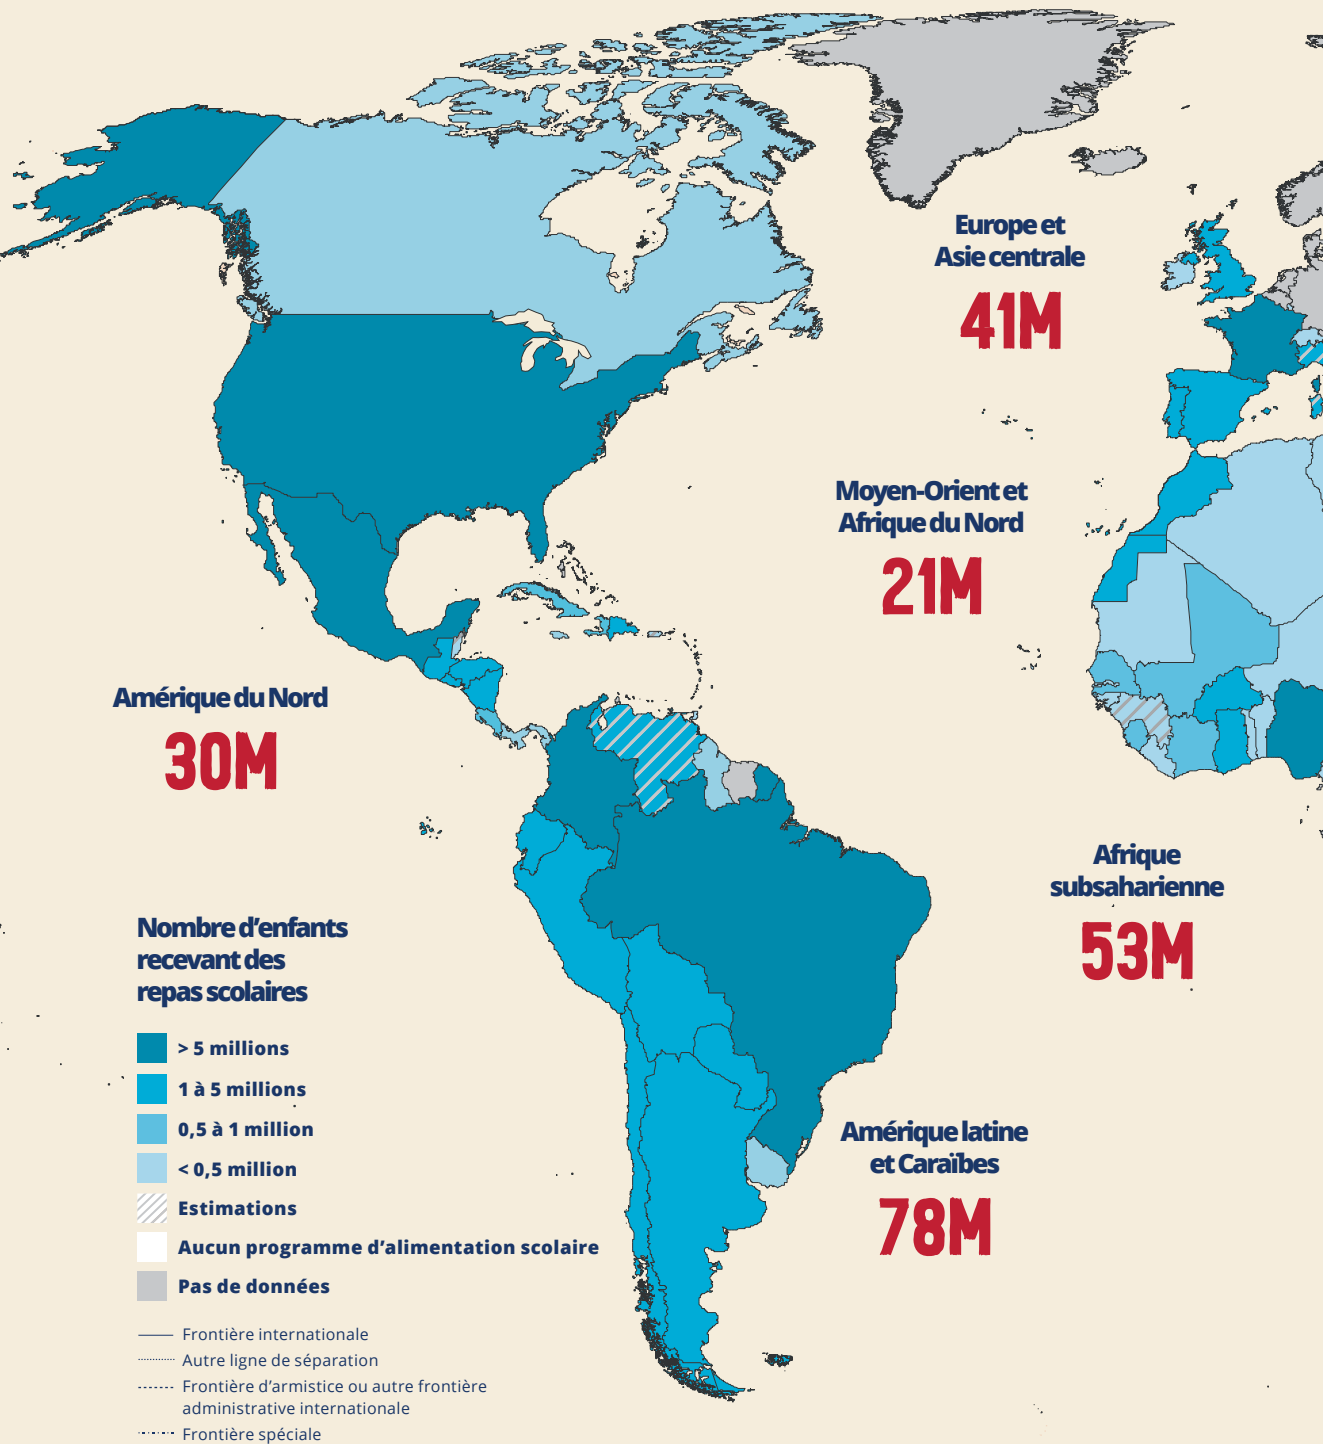 Europe et
Asie centrale
41M
Moyen-Orient et
Afrique du Nord
21M
Amérique du Nord
30M
Afrique
subsaharienne
53M
Nombre d’enfants
recevant des
repas scolaires
> 5 millions
1 à 5 millions
0,5 à 1 million
< 0,5 million
Estimations
Aucun programme d’alimentation scolaire
Pas de données
Frontière internationale
Autre ligne de séparation
Frontière d’armistice ou autre frontière
administrative internationale
Frontière spéciale
Amérique latine
et Caraïbes
78M